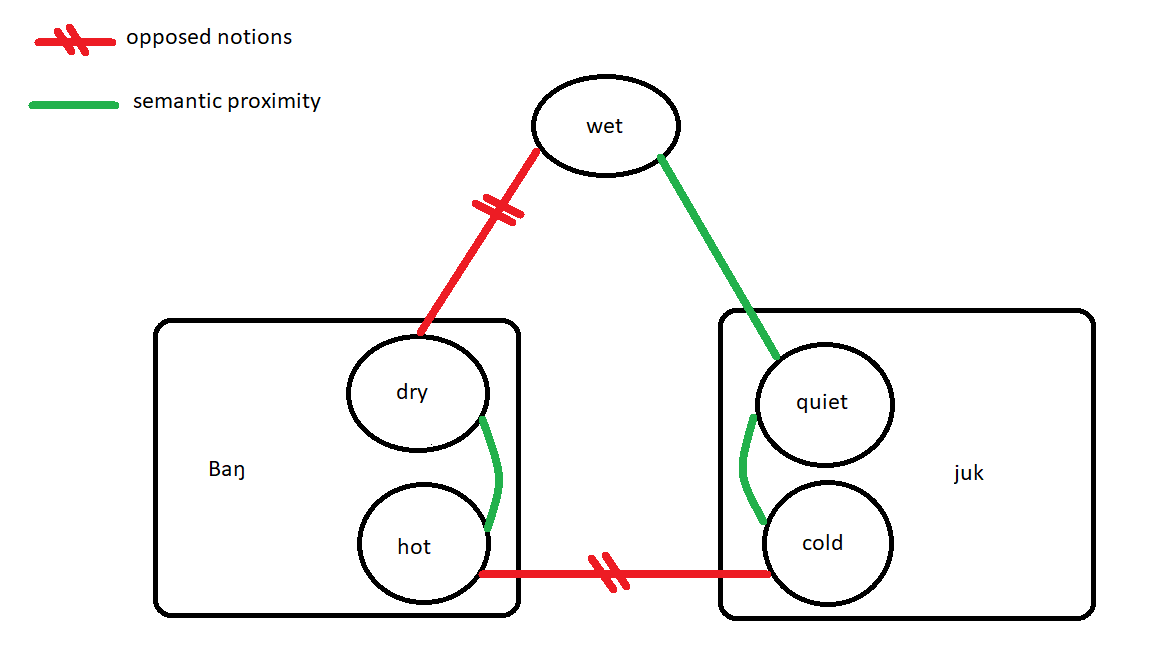 opposed notions
semantic proximity
wet
dry
quiet
Baŋ
juk
hot
cold